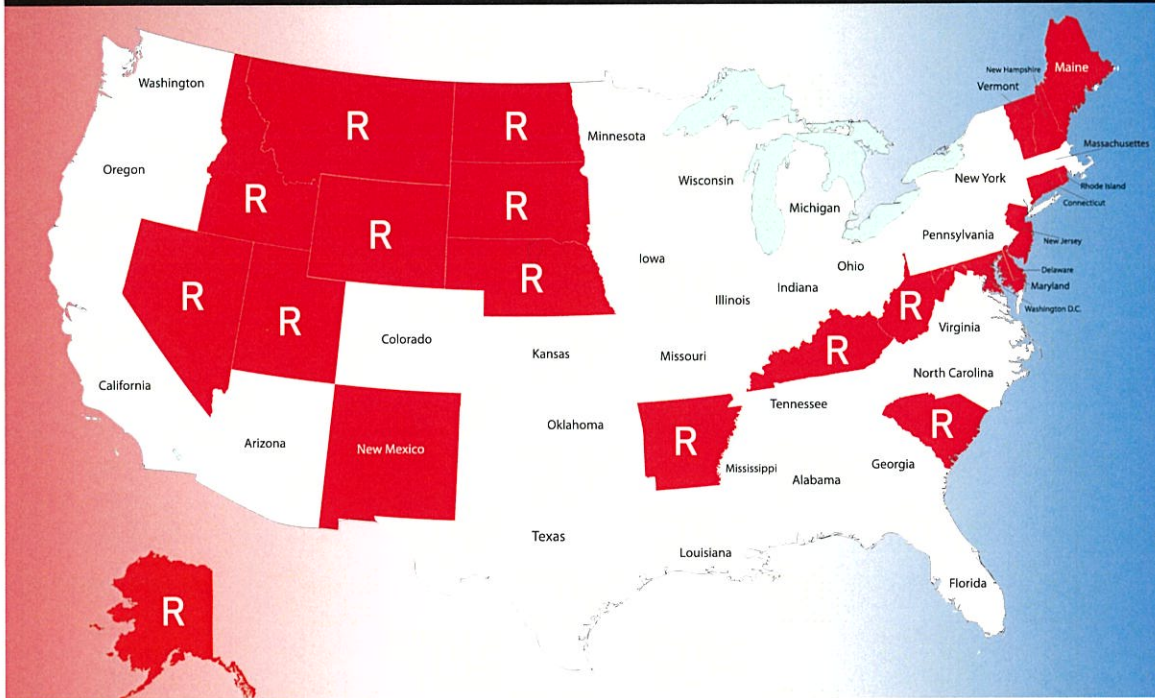 Washington
Oregon
California
R
R
R
R
R
R
R
R
Arizona
New Mexico
Colorado
Minnesota
Wisconsin
Michigan
Iowa
Illinois
Indiana
Ohio
Kansas
Missouri
Oklahoma
Texas
R
Mississippi
Louisiana
R
Tennessee
Alabama
Georgia
Florida
R
North Carolina
Virginia
R
Pennsylvania
New York
New Hampshire
Vermont
Maine
Massachusettes
Rhode Island
Connecticut
New Jersey
Delaware
Maryland
Washington D.C.
R